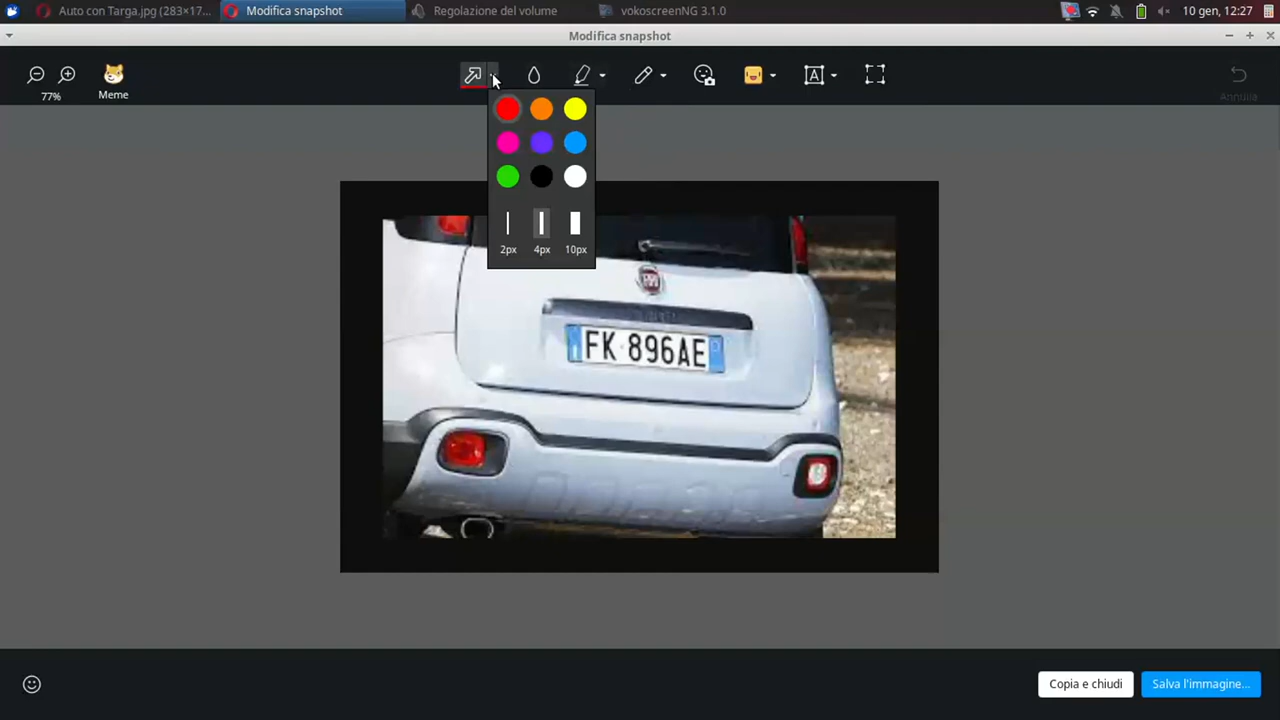 Auto con Targa.jpg (283×17...
Modifica snapshot
Regolazione del volume
vokoscreenNG 3.1.0
10 gen, 12:27
Modifica snapshot
77%
Meme
A
Annulla
2px
4px
10px
FK 896AE
Copia e chiudi
Salva l'immagine...